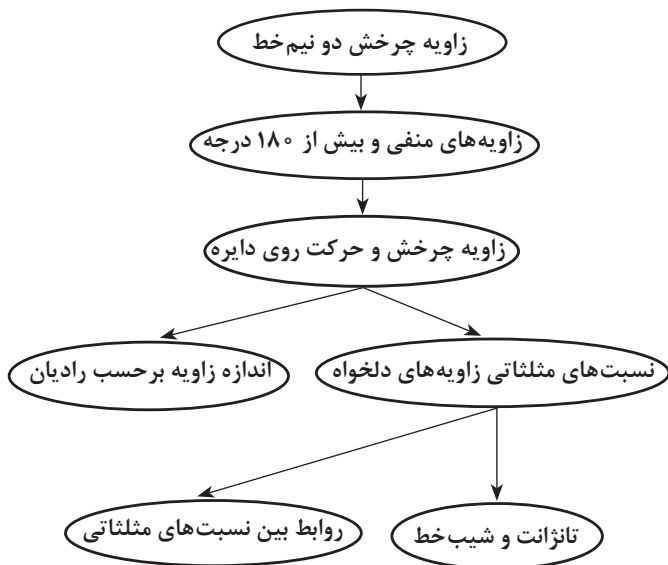 زاویه چرخش دو نیم‌خط
زاویه‌های منفی و بیش از ۱۸۰ درجه
زاویه چرخش و حرکت روی دایره
نسبت‌های مثلثاتی زاویه‌های دلخواه
اندازه زاویه برحسب رادیان
تانژانت و شیب‌خط
روابط بین نسبت‌های مثلثاتی